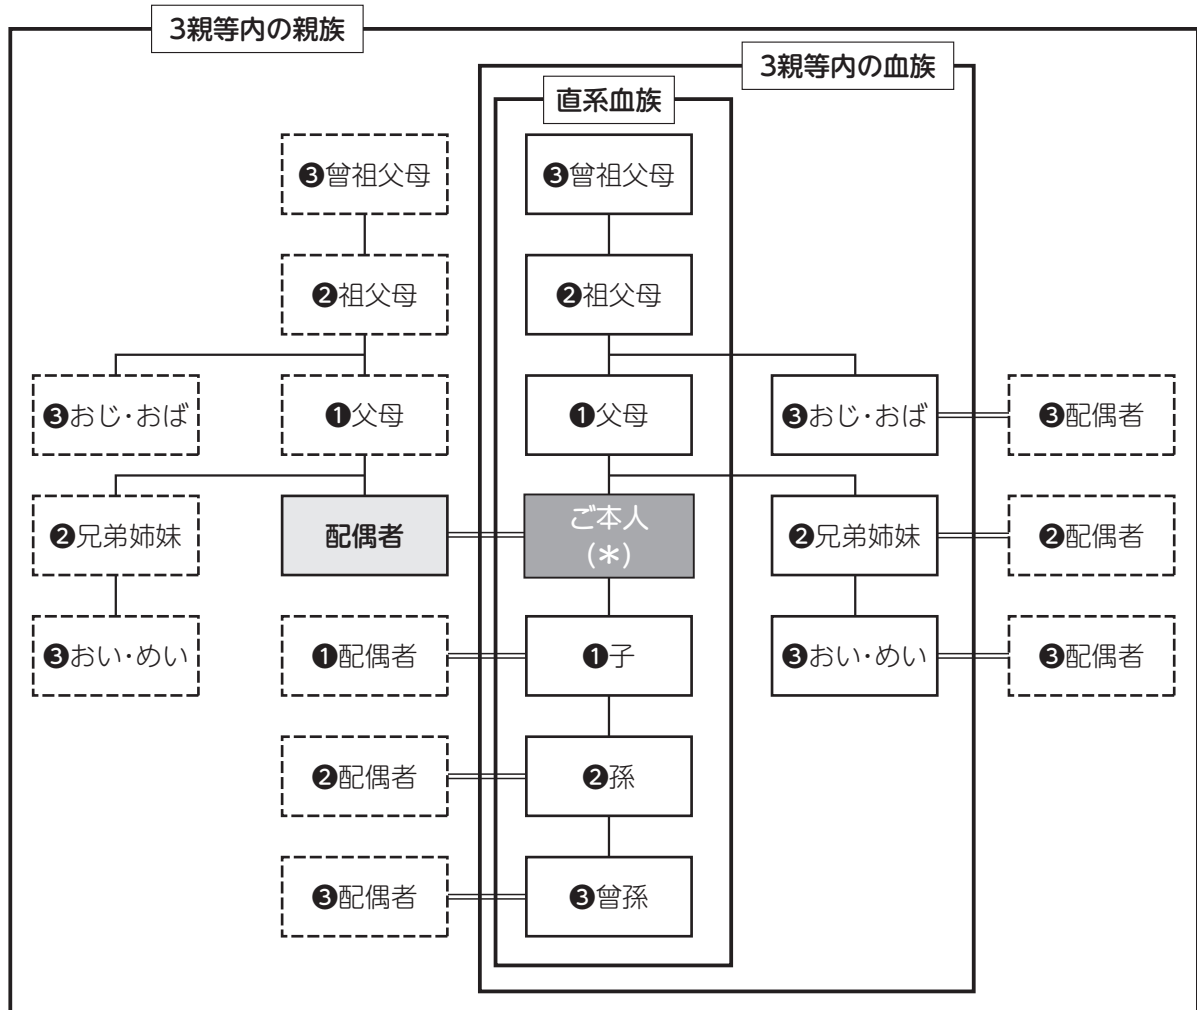 3親等内の親族
3親等内の血族
直系血族
❸曾祖父母
❸曾祖父母
❷祖父母
❷祖父母
❸おじ・おば
❶父母
❶父母
❸おじ・おば
❸配偶者
❷兄弟姉妹
配偶者
ご本人
(＊)
❷兄弟姉妹
❷配偶者
❸おい・めい
❶配偶者
❶子
❸おい・めい
❸配偶者
❷配偶者
❷孫
❸配偶者
❸曾孫